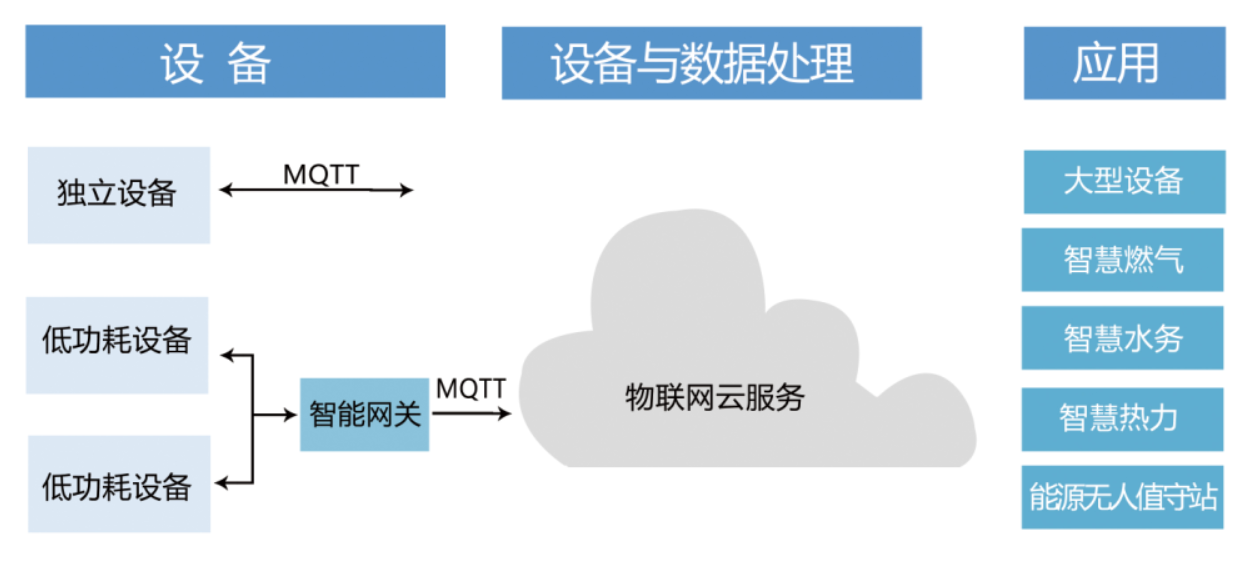 设 备
设备与数据处理
应用
独立设备
MQTT
低功耗设备
低功耗设备
智能网关
MQTT
物联网云服务
大型设备
智慧燃气
智慧水务
智慧热力
能源无人值守站